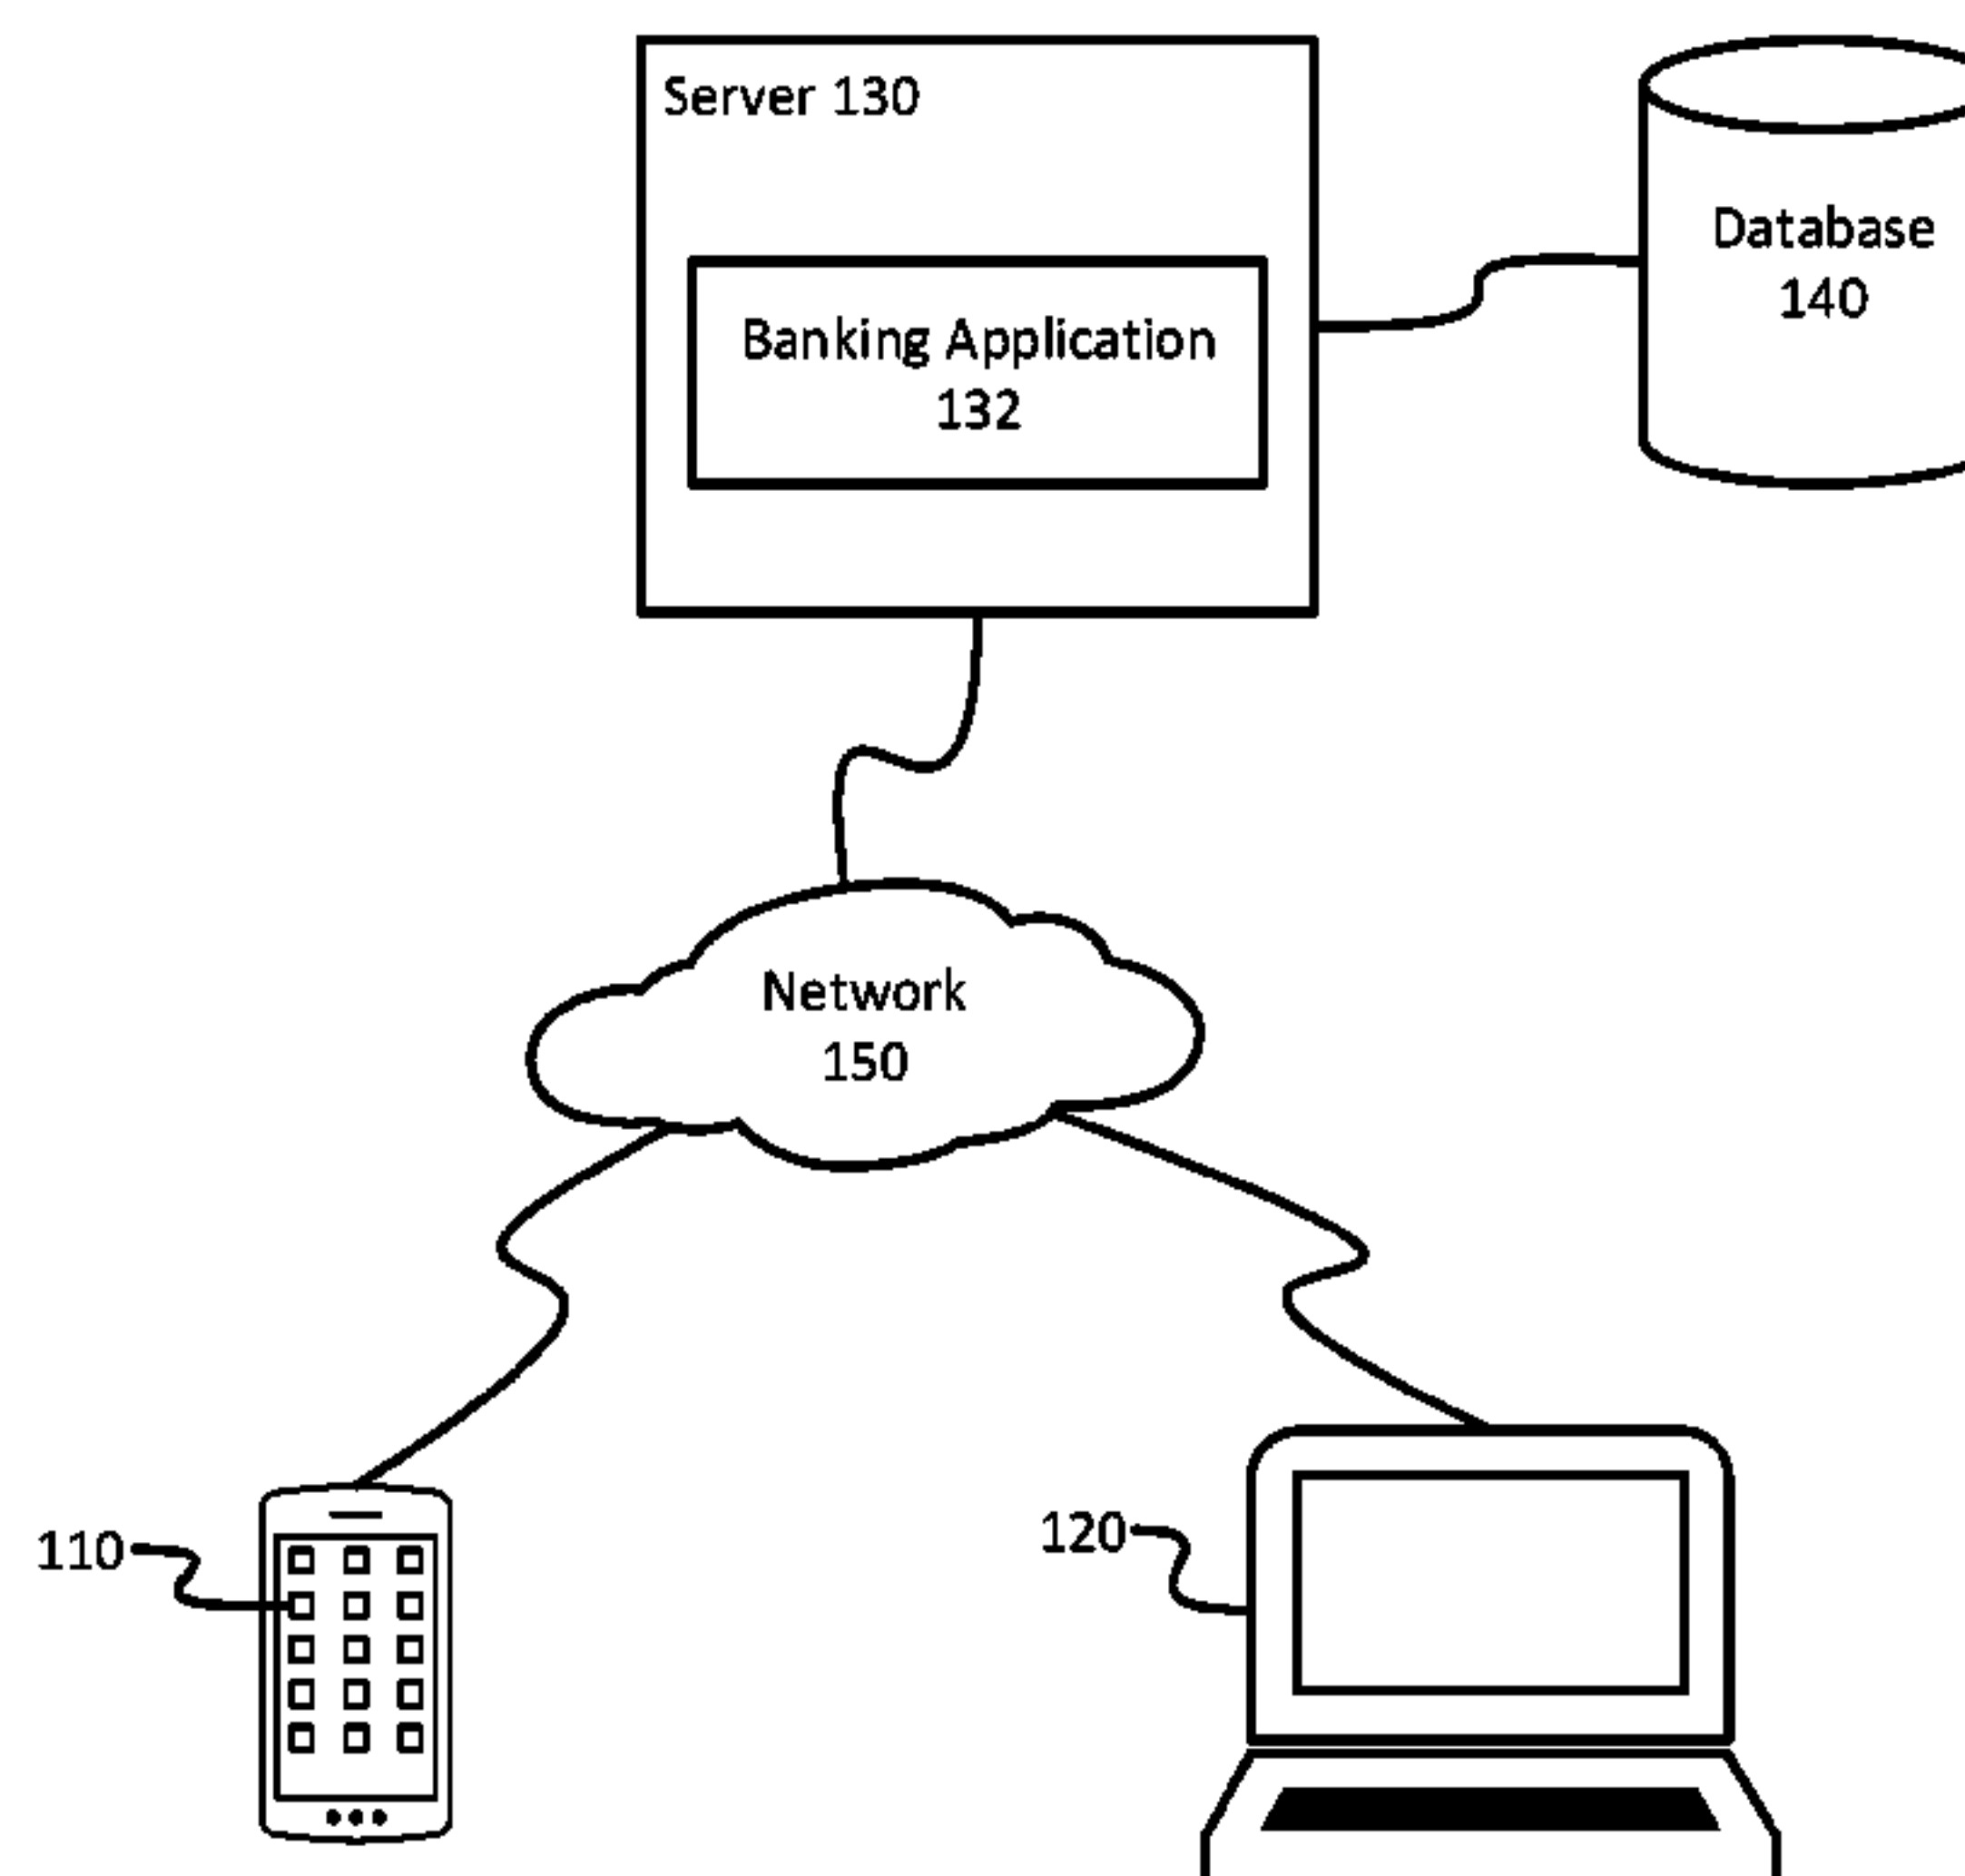 Server 130
Database
140
Banking Application
132
Network
150
110
120